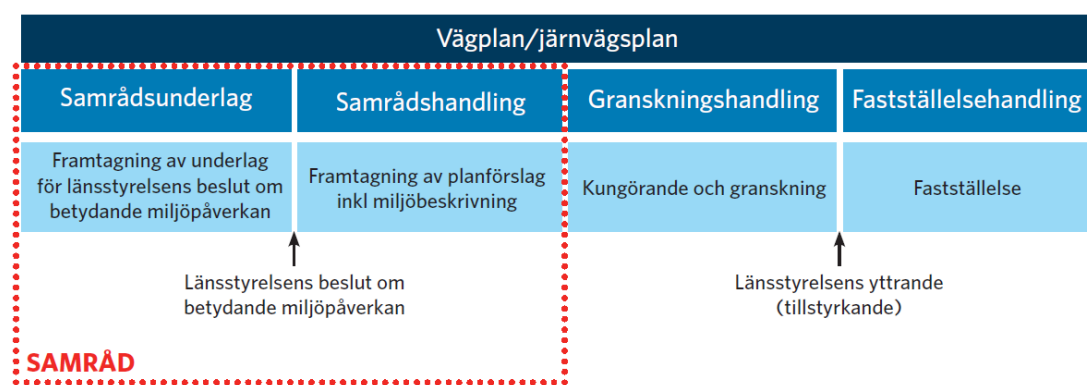 Vägplan/järnvägsplan
Samrådsunderlag
Samrådshandling
Granskningshandling
Fastställelsehandling
Framtagning av underlag
för länsstyrelsens beslut om
betydande miljöpåverkan
Framtagning av planförslag
inkl miljöbeskrivning
Kungörande och granskning
Fastställelse
Länsstyrelsens beslut om
betydande miljöpåverkan
Länsstyrelsens yttrande
(tillstyrkande)
SAMRÅD